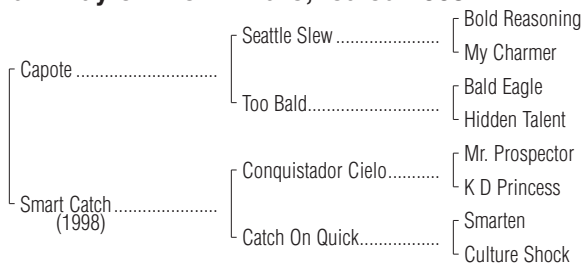 Seattle Slew
Bold Reasoning
My Charmer
Capote
Too Bald
Bald Eagle
Hidden Talent
Conquistador Cielo
Mr. Prospector
K D Princess
Smart Catch
(1998)
Catch On Quick
Smarten
Culture Shock